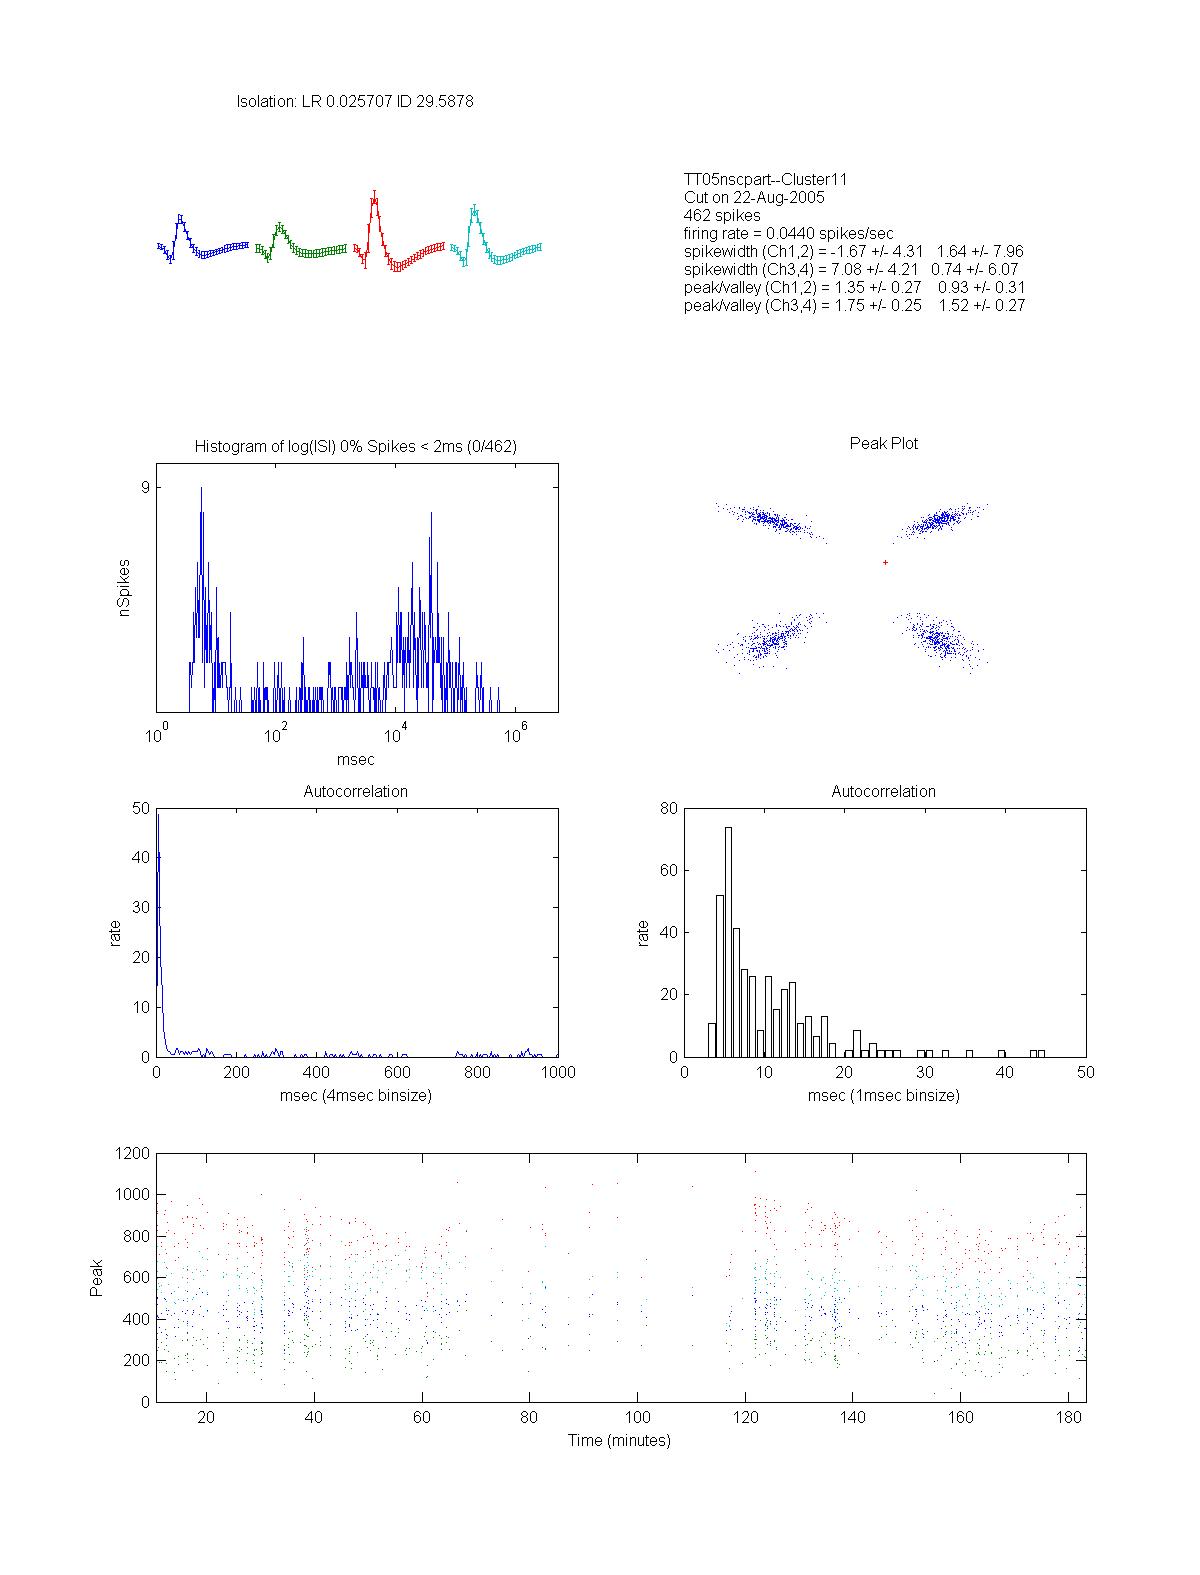 Isolation: LR 0.025707 ID 29.5878
TT05nscpart--Cluster11
Cut on 22-Aug-2005
462 spikes
firing rate = 0.0440 spikes/sec
spikewidth (Ch1,2) = -1.67 +/- 4.31 1.64 +/- 7.96
spikewidth (Ch3,4) = 7.08 +/- 4.21 0.74 +/- 6.07
peak/valley (Ch1,2) = 1.35 +/- 0.27 0.93 +/- 0.31
peak/valley (Ch3,4) = 1.75 +/- 0.25 1.52 +/- 0.27
Histogram of log(ISI) 0% Spikes < 2ms (0/462)
9
nSpikes
10^0 10^2 10^4 10^6
msec
Peak Plot
Autocorrelation
50
40
30
20
10
0
rate
0 200 400 600 800 1000
msec (4msec binsize)
Autocorrelation
80
60
40
20
0
rate
0 10 20 30 40 50
msec (1msec binsize)
1200
1000
800
600
400
200
0
Peak
20 40 60 80 100 120 140 160 180
Time (minutes)